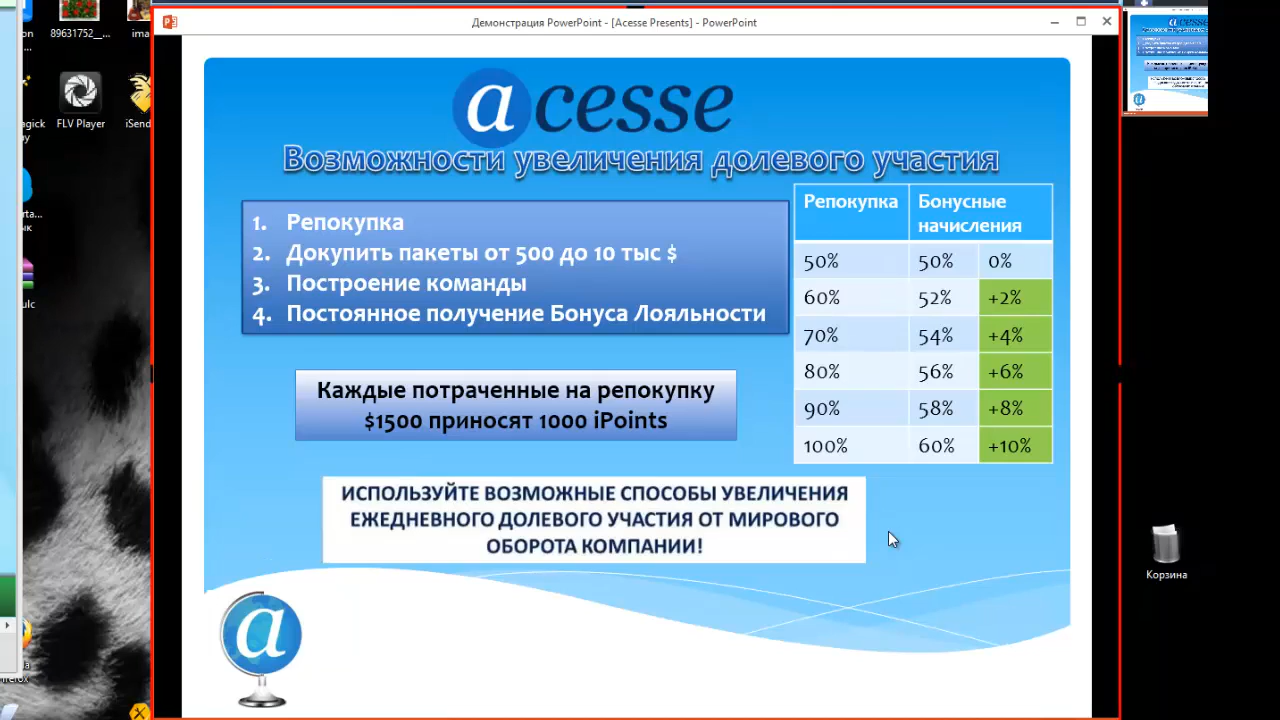 Демонстрация PowerPoint - [Acesse Presents] - PowerPoint
89631752__...
ima
FLV Player
iSend
acesse
Возможности увеличения долевого участия
1. Репокупка
2. Докупить пакеты от 500 до 10 тыс $
3. Построение команды
4. Постоянное получение Бонуса Лояльности
Репокупка Бонусные начисления
50% 50% 0%
60% 52% +2%
70% 54% +4%
80% 56% +6%
90% 58% +8%
100% 60% +10%
Каждые потраченные на репокупку
$1500 приносят 1000 iPoints
ИСПОЛЬЗУЙТЕ ВОЗМОЖНЫЕ СПОСОБЫ УВЕЛИЧЕНИЯ
ЕЖЕДНЕВНОГО ДОЛЕВОГО УЧАСТИЯ ОТ МИРОВОГО
ОБОРОТА КОМПАНИИ!
a
Корзина